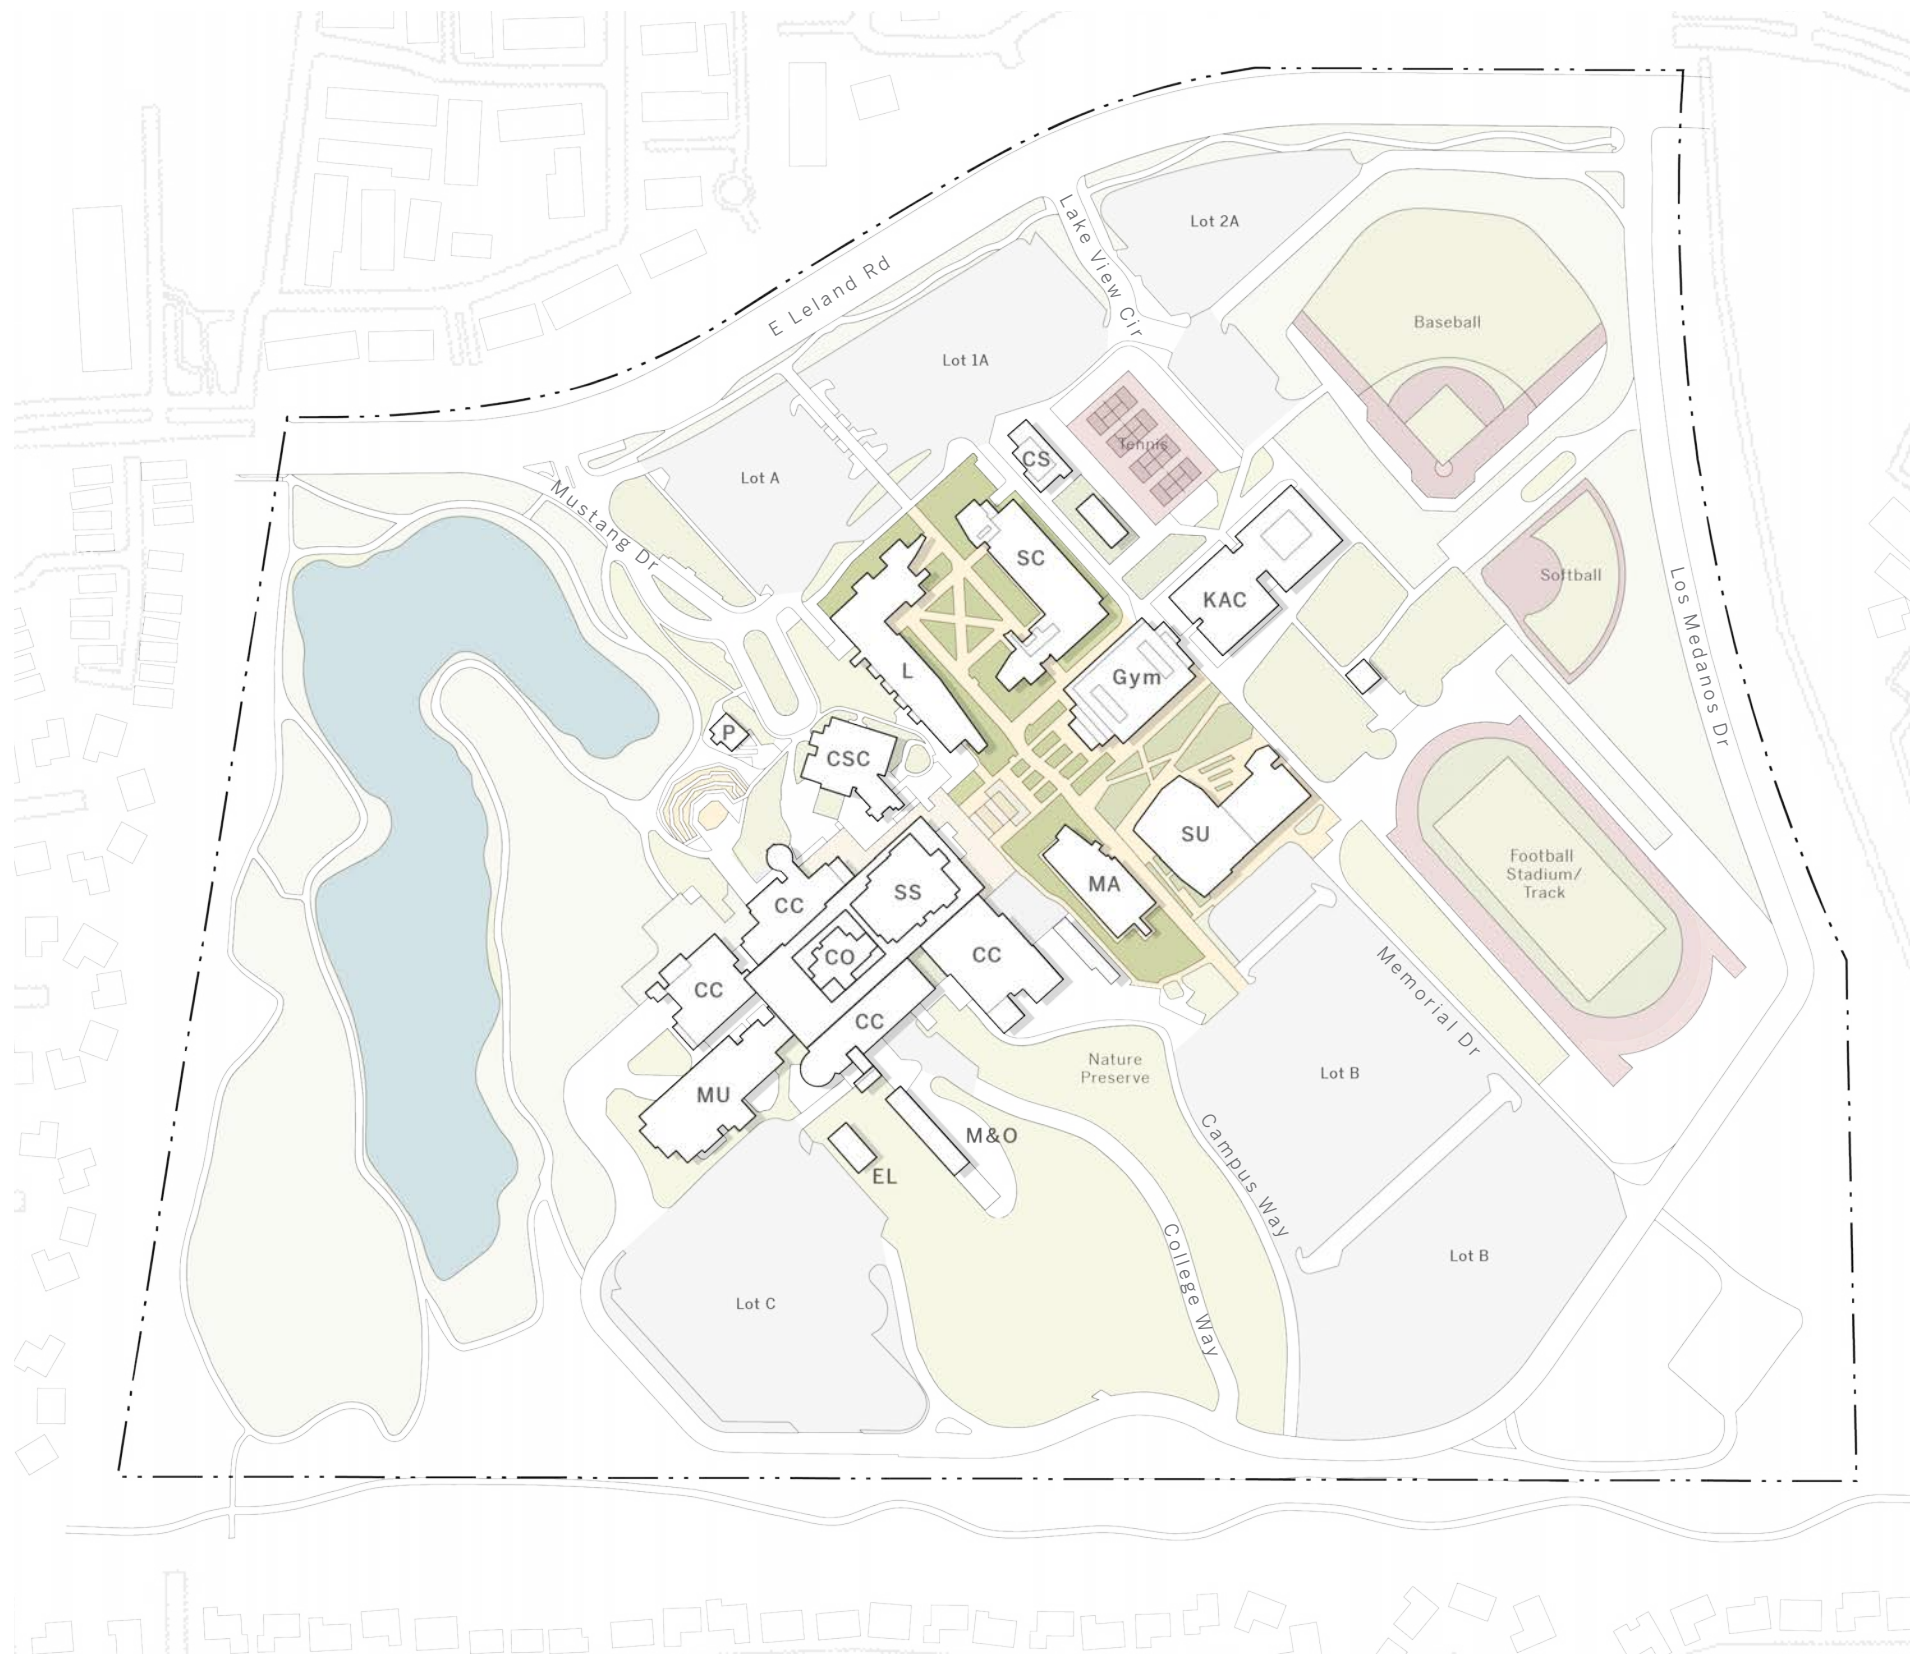 Lot 2A
Lake View Cir
E Leland Rd
Baseball
Lot 1A
Tennis
CS
Lot A
Mustang Dr
SC
Softball
KAC
Los Medanos Dr
L
Gym
P
CSC
SU
Football
Stadium/
Track
MA
SS
CC
CO
CC
CC
Memorial Dr
CC
Nature
Preserve
Lot B
MU
M&O
Campus Way
EL
College Way
Lot B
Lot C